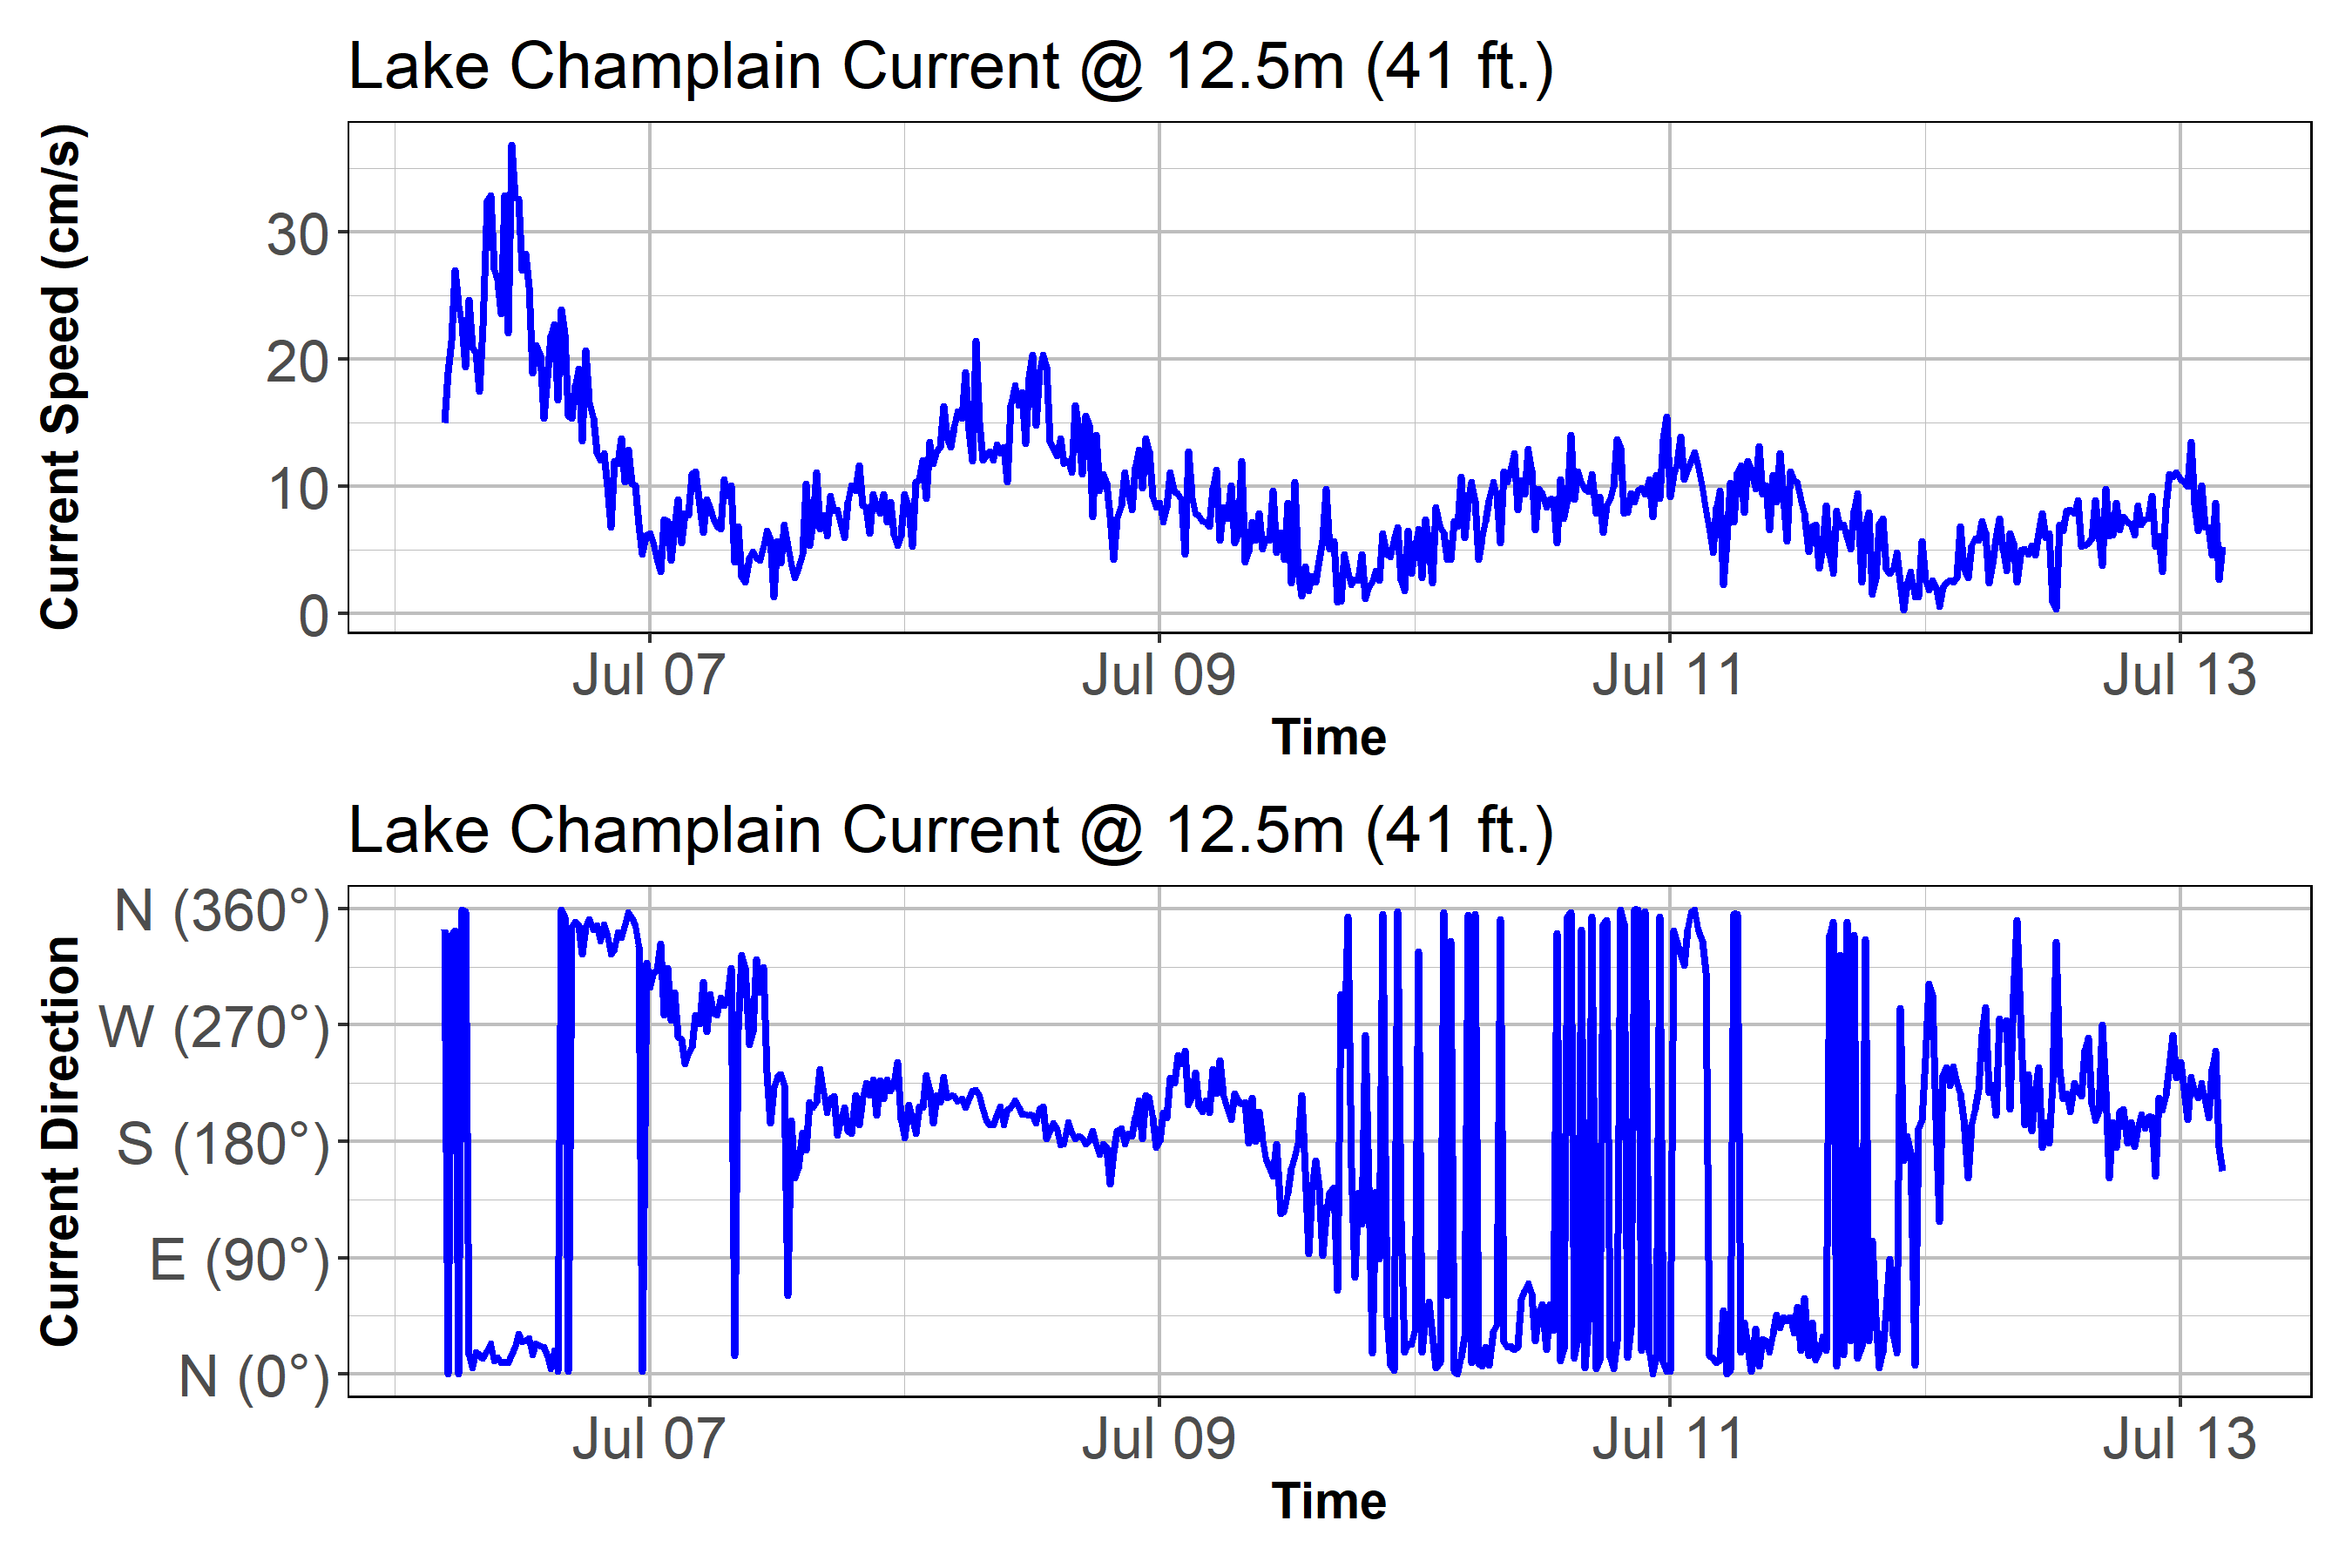 Lake Champlain Current @ 12.5m (41 ft.)
Current Speed (cm/s)
30
20
10
0
Jul 07 Jul 09 Jul 11 Jul 13
Time
Lake Champlain Current @ 12.5m (41 ft.)
Current Direction
N (360°)
W (270°)
S (180°)
E (90°)
N (0°)
Jul 07 Jul 09 Jul 11 Jul 13
Time